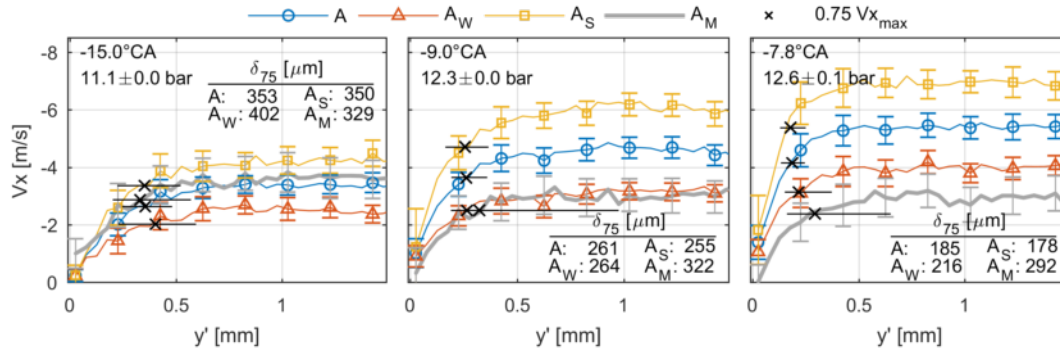 A A_W A_S A_M × 0.75 Vx_max
-15.0°CA
11.1±0.0 bar
δ_75 [μm]
A: 353 A_S: 350
A_W: 402 A_M: 329
-9.0°CA
12.3±0.0 bar
δ_75 [μm]
A: 261 A_S: 255
A_W: 264 A_M: 322
-7.8°CA
12.6±0.1 bar
δ_75 [μm]
A: 185 A_S: 178
A_W: 216 A_M: 292
Vx [m/s]
-8
-6
-4
-2
0
0 0.5 1
0 0.5 1
0 0.5 1
y' [mm] y' [mm] y' [mm]